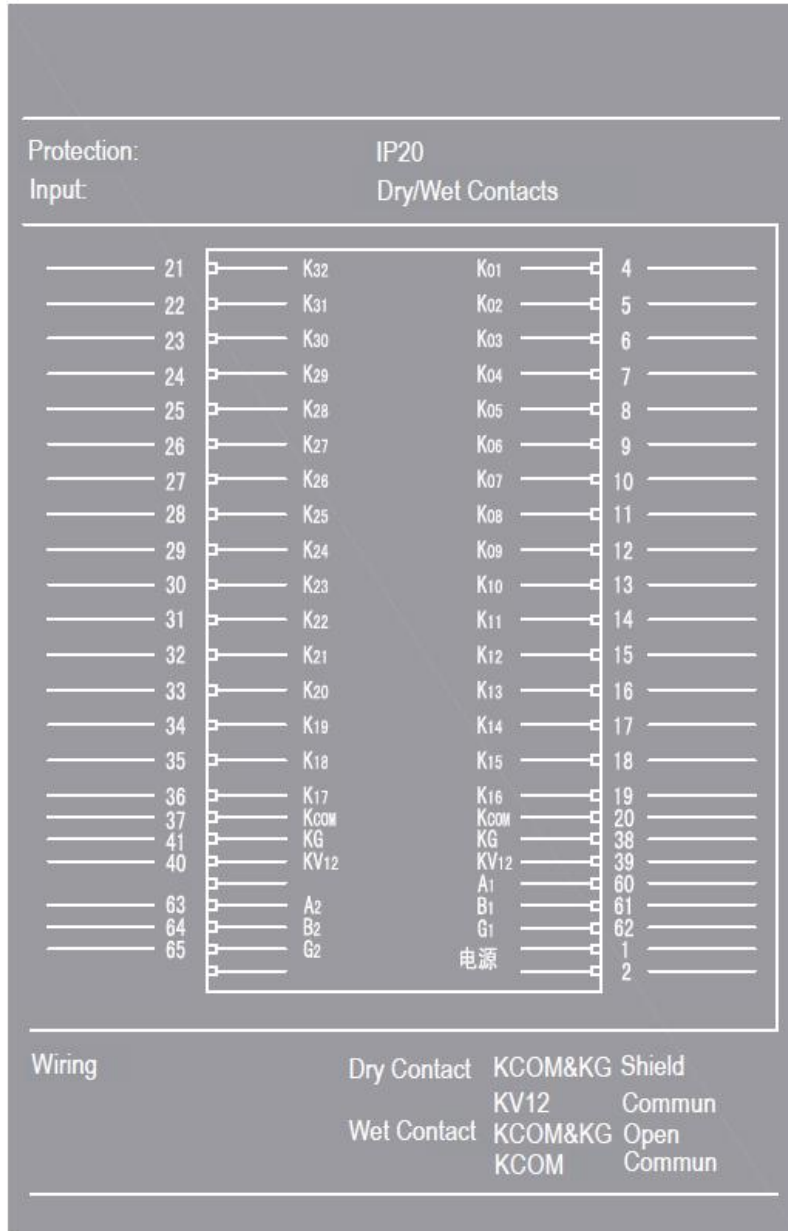 Protection: IP20
Input: Dry/Wet Contacts
21 K32 K01 4
22 K31 K02 5
23 K30 K03 6
24 K29 K04 7
25 K28 K05 8
26 K27 K06 9
27 K26 K07 10
28 K25 K08 11
29 K24 K09 12
30 K23 K10 13
31 K22 K11 14
32 K21 K12 15
33 K20 K13 16
34 K19 K14 17
35 K18 K15 18
36 K17 K16 19
37 KCOM KCOM 20
41 KG KG 38
40 KV12 KV12 39
A1 60
63 A2 B1 61
64 B2 G1 62
65 G2 电源 1
2
Wiring Dry Contact KCOM&KG Shield
KV12 Commun
Wet Contact KCOM&KG Open
KCOM Commun